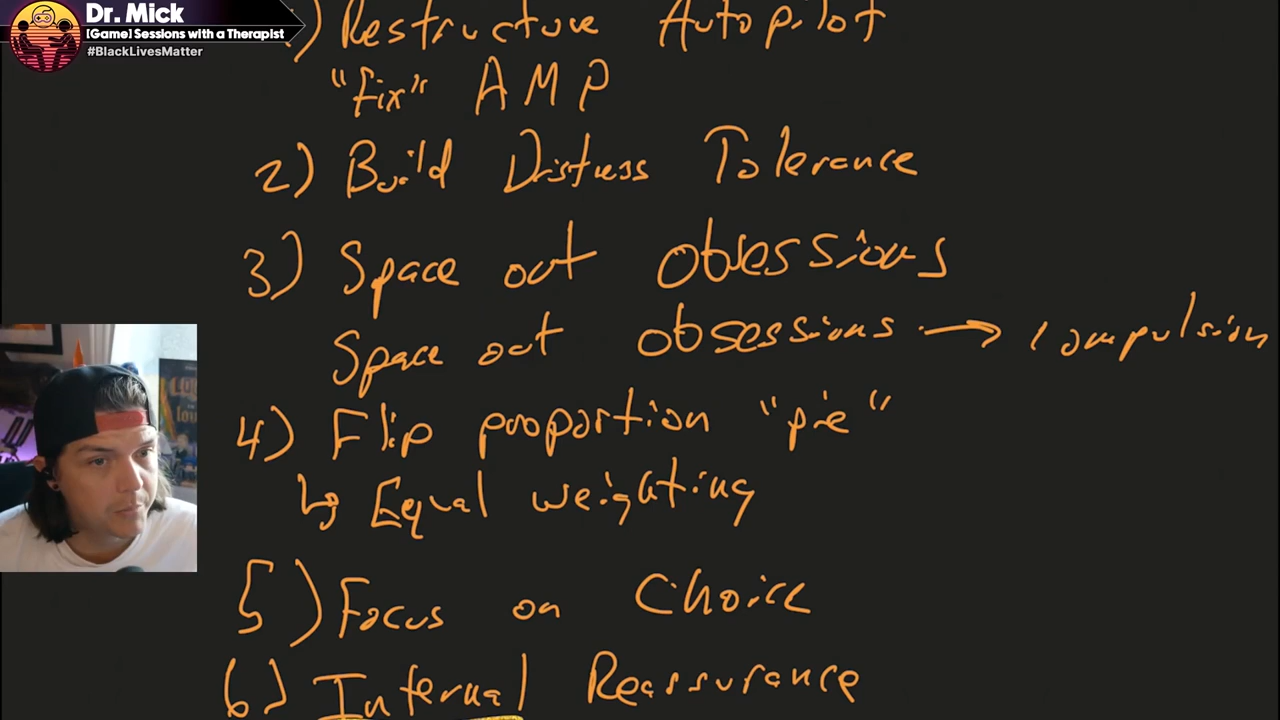 Dr. Mick
[Game] Sessions with a Therapist
#BlackLivesMatter
1) Restructure Autopilot
"fix" AMP
2) Build Distress Tolerance
3) Space out obsessions
Space out obsessions → compulsion
4) Flip proportion "pie"
↳ Equal weighting
5) Focus on Choice
6) Internal Reassurance